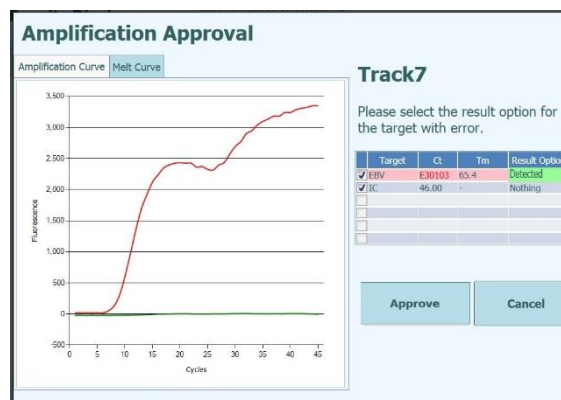 Amplification Approval
Amplification Curve Melt Curve
3,500
3,000
2,500
2,000
1,500
1,000
500
0
-500
Fluorescence
0 5 10 15 20 25 30 35 40 45
Cycles
Track7
Please select the result option for
the target with error.
Target Ct Tm Result Optio
EBV E30103 65.4 Detected
IC 46.00 - Nothing
Approve Cancel